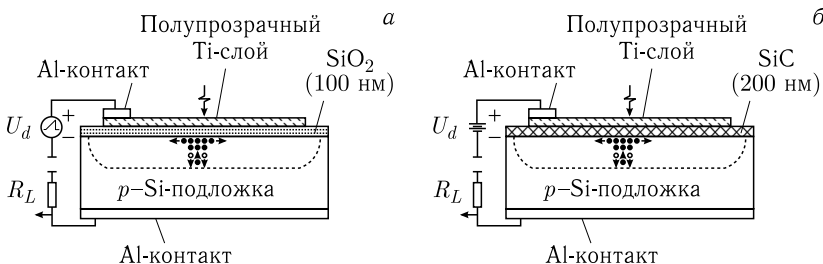 а
Полупрозрачный
Ti-слой
Al-контакт
SiO₂
(100 нм)
+
−
U_d
R_L
p–Si-подложка
Al-контакт
б
Полупрозрачный
Ti-слой
Al-контакт
SiC
(200 нм)
+
−
U_d
R_L
p–Si-подложка
Al-контакт